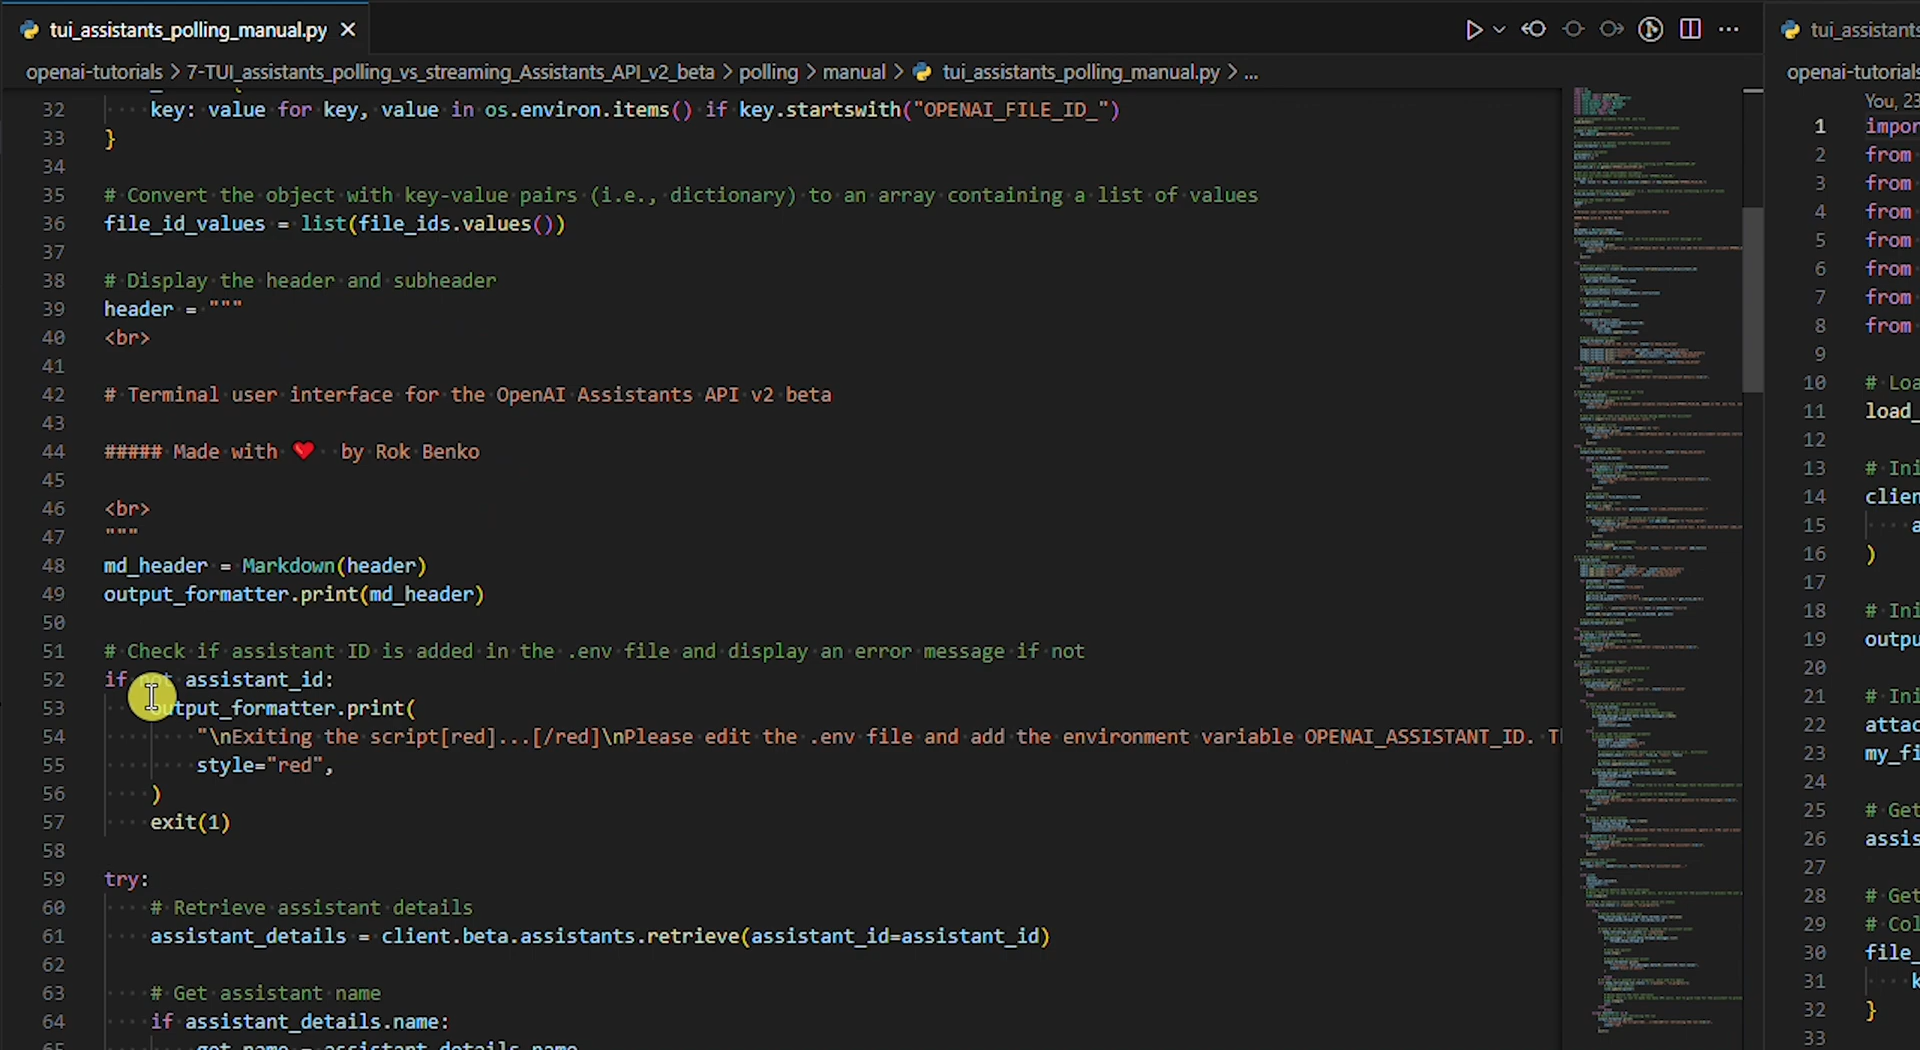 tui_assistants_polling_manual.py
openai-tutorials > 7-TUI_assistants_polling_vs_streaming_Assistants_API_v2_beta > polling > manual > tui_assistants_polling_manual.py > ...
32 key: value for key, value in os.environ.items() if key.startswith("OPENAI_FILE_ID_")
33 }
34
35 # Convert the object with key-value pairs (i.e., dictionary) to an array containing a list of values
36 file_id_values = list(file_ids.values())
37
38 # Display the header and subheader
39 header = """
40 <br>
41
42 # Terminal user interface for the OpenAI Assistants API v2 beta
43
44 ##### Made with ❤️ by Rok Benko
45
46 <br>
47 """
48 md_header = Markdown(header)
49 output_formatter.print(md_header)
50
51 # Check if assistant ID is added in the .env file and display an error message if not
52 if not assistant_id:
53 output_formatter.print(
54 "\nExiting the script[red]...[/red]\nPlease edit the .env file and add the environment variable OPENAI_ASSISTANT_ID. T
55 style="red",
56 )
57 exit(1)
58
59 try:
60 # Retrieve assistant details
61 assistant_details = client.beta.assistants.retrieve(assistant_id=assistant_id)
62
63 # Get assistant name
64 if assistant_details.name:
65 get_name = assistant_details.name
tui_assistants
openai-tutorials
You, 23
1 impor
2 from
3 from
4 from
5 from
6 from
7 from
8 from
9
10 # Loa
11 load_
12
13 # Ini
14 clien
15 a
16 )
17
18 # Ini
19 outpu
20
21 # Ini
22 attac
23 my_fi
24
25 # Get
26 assis
27
28 # Get
29 # Col
30 file_
31 k
32 }
33